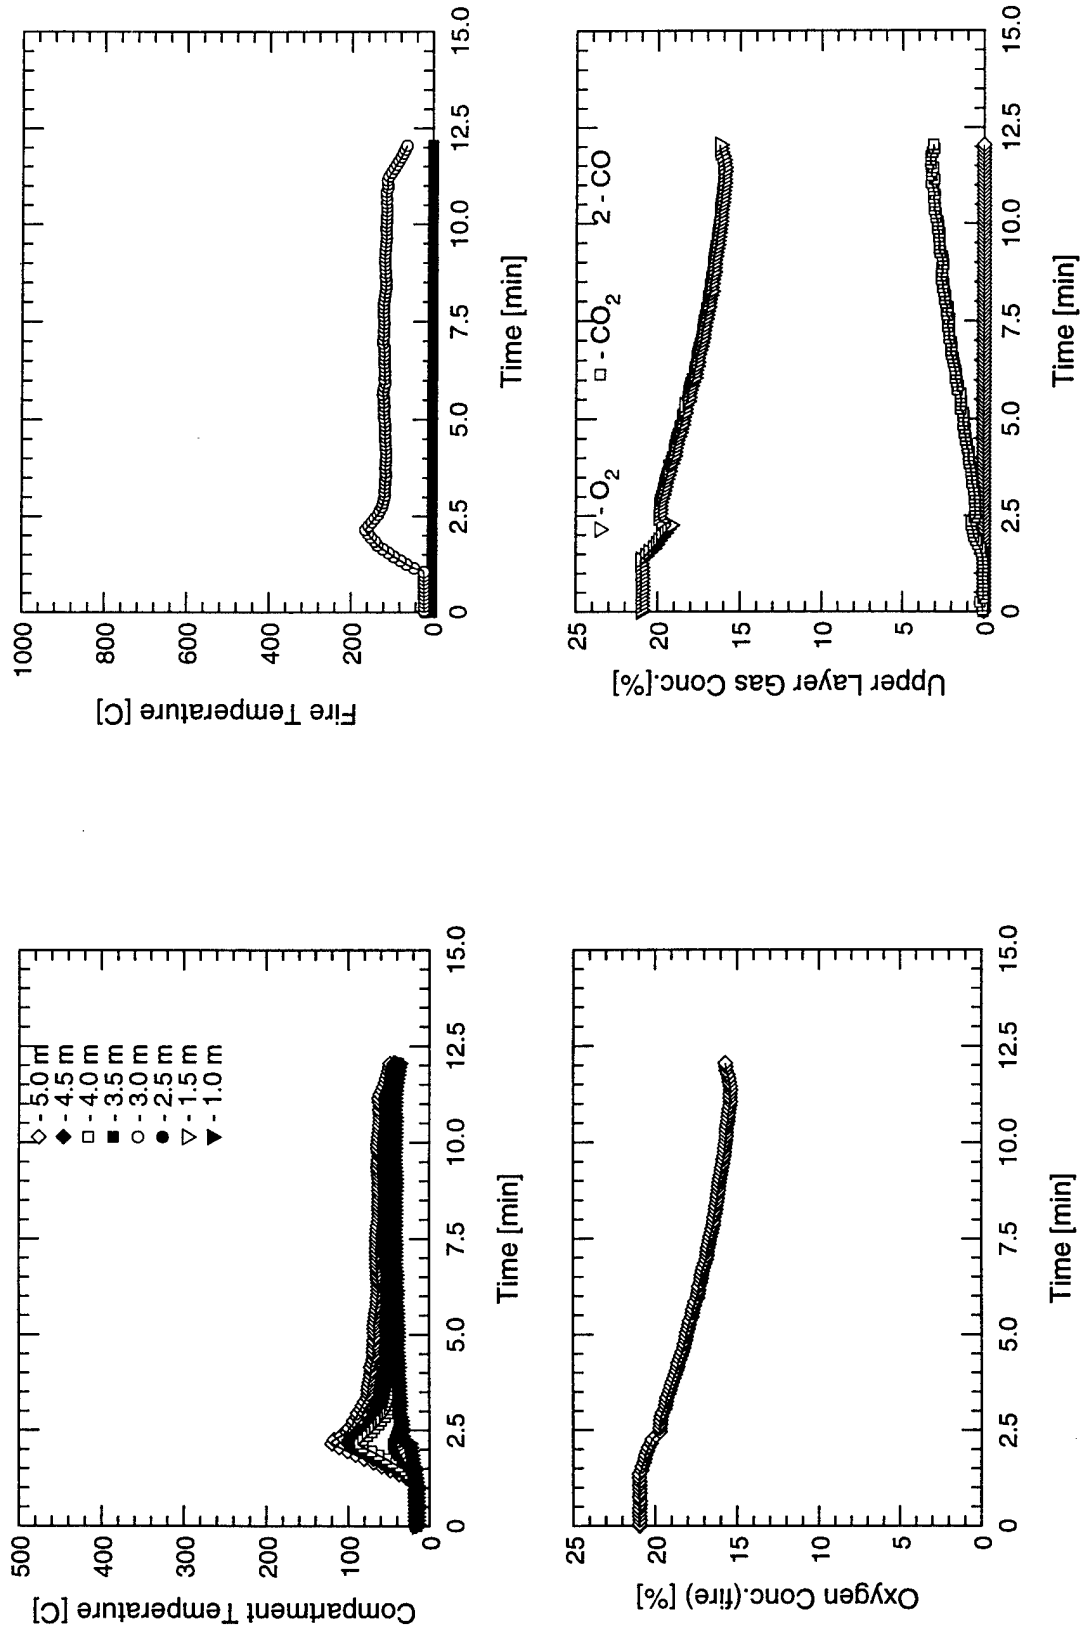 Compartment Temperature [C]
500
400
300
200
100
0
◇ - 5.0 m
◆ - 4.5 m
□ - 4.0 m
■ - 3.5 m
○ - 3.0 m
● - 2.5 m
▽ - 1.5 m
▼ - 1.0 m
0 2.5 5.0 7.5 10.0 12.5 15.0
Time [min]
Fire Temperature [C]
1000
800
600
400
200
0
0 2.5 5.0 7.5 10.0 12.5 15.0
Time [min]
Oxygen Conc.(fire) [%]
25
20
15
10
5
0
0 2.5 5.0 7.5 10.0 12.5 15.0
Time [min]
Upper Layer Gas Conc.[%]
25
20
15
10
5
0
▽ - O₂ □ - CO₂ 2 - CO
0 2.5 5.0 7.5 10.0 12.5 15.0
Time [min]